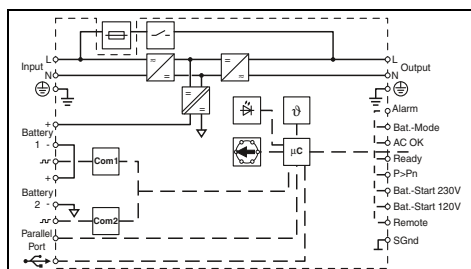 L
Input
N
+
Battery
1 -
+
Battery
2 -
Parallel
Port
Com1
Com2
ϑ
µC
L
Output
N
Alarm
Bat.-Mode
AC OK
Ready
P>Pn
Bat.-Start 230V
Bat.-Start 120V
Remote
SGnd